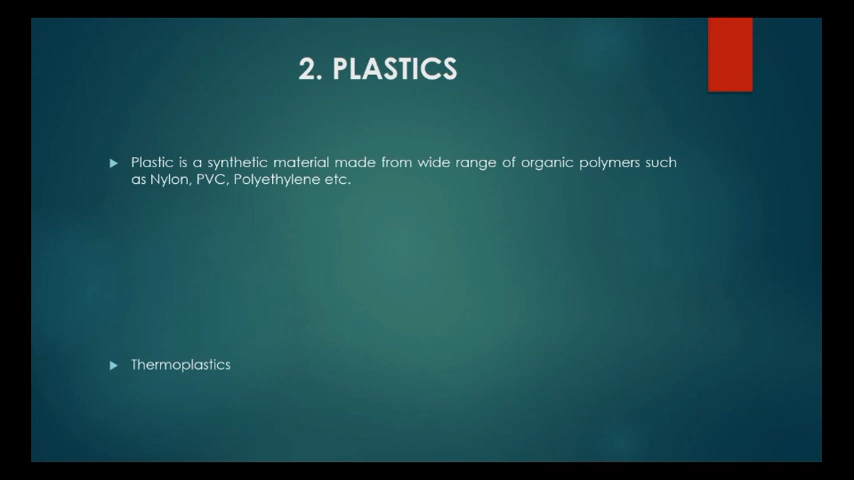 2. PLASTICS
Plastic is a synthetic material made from wide range of organic polymers such
as Nylon, PVC, Polyethylene etc.
Thermoplastics